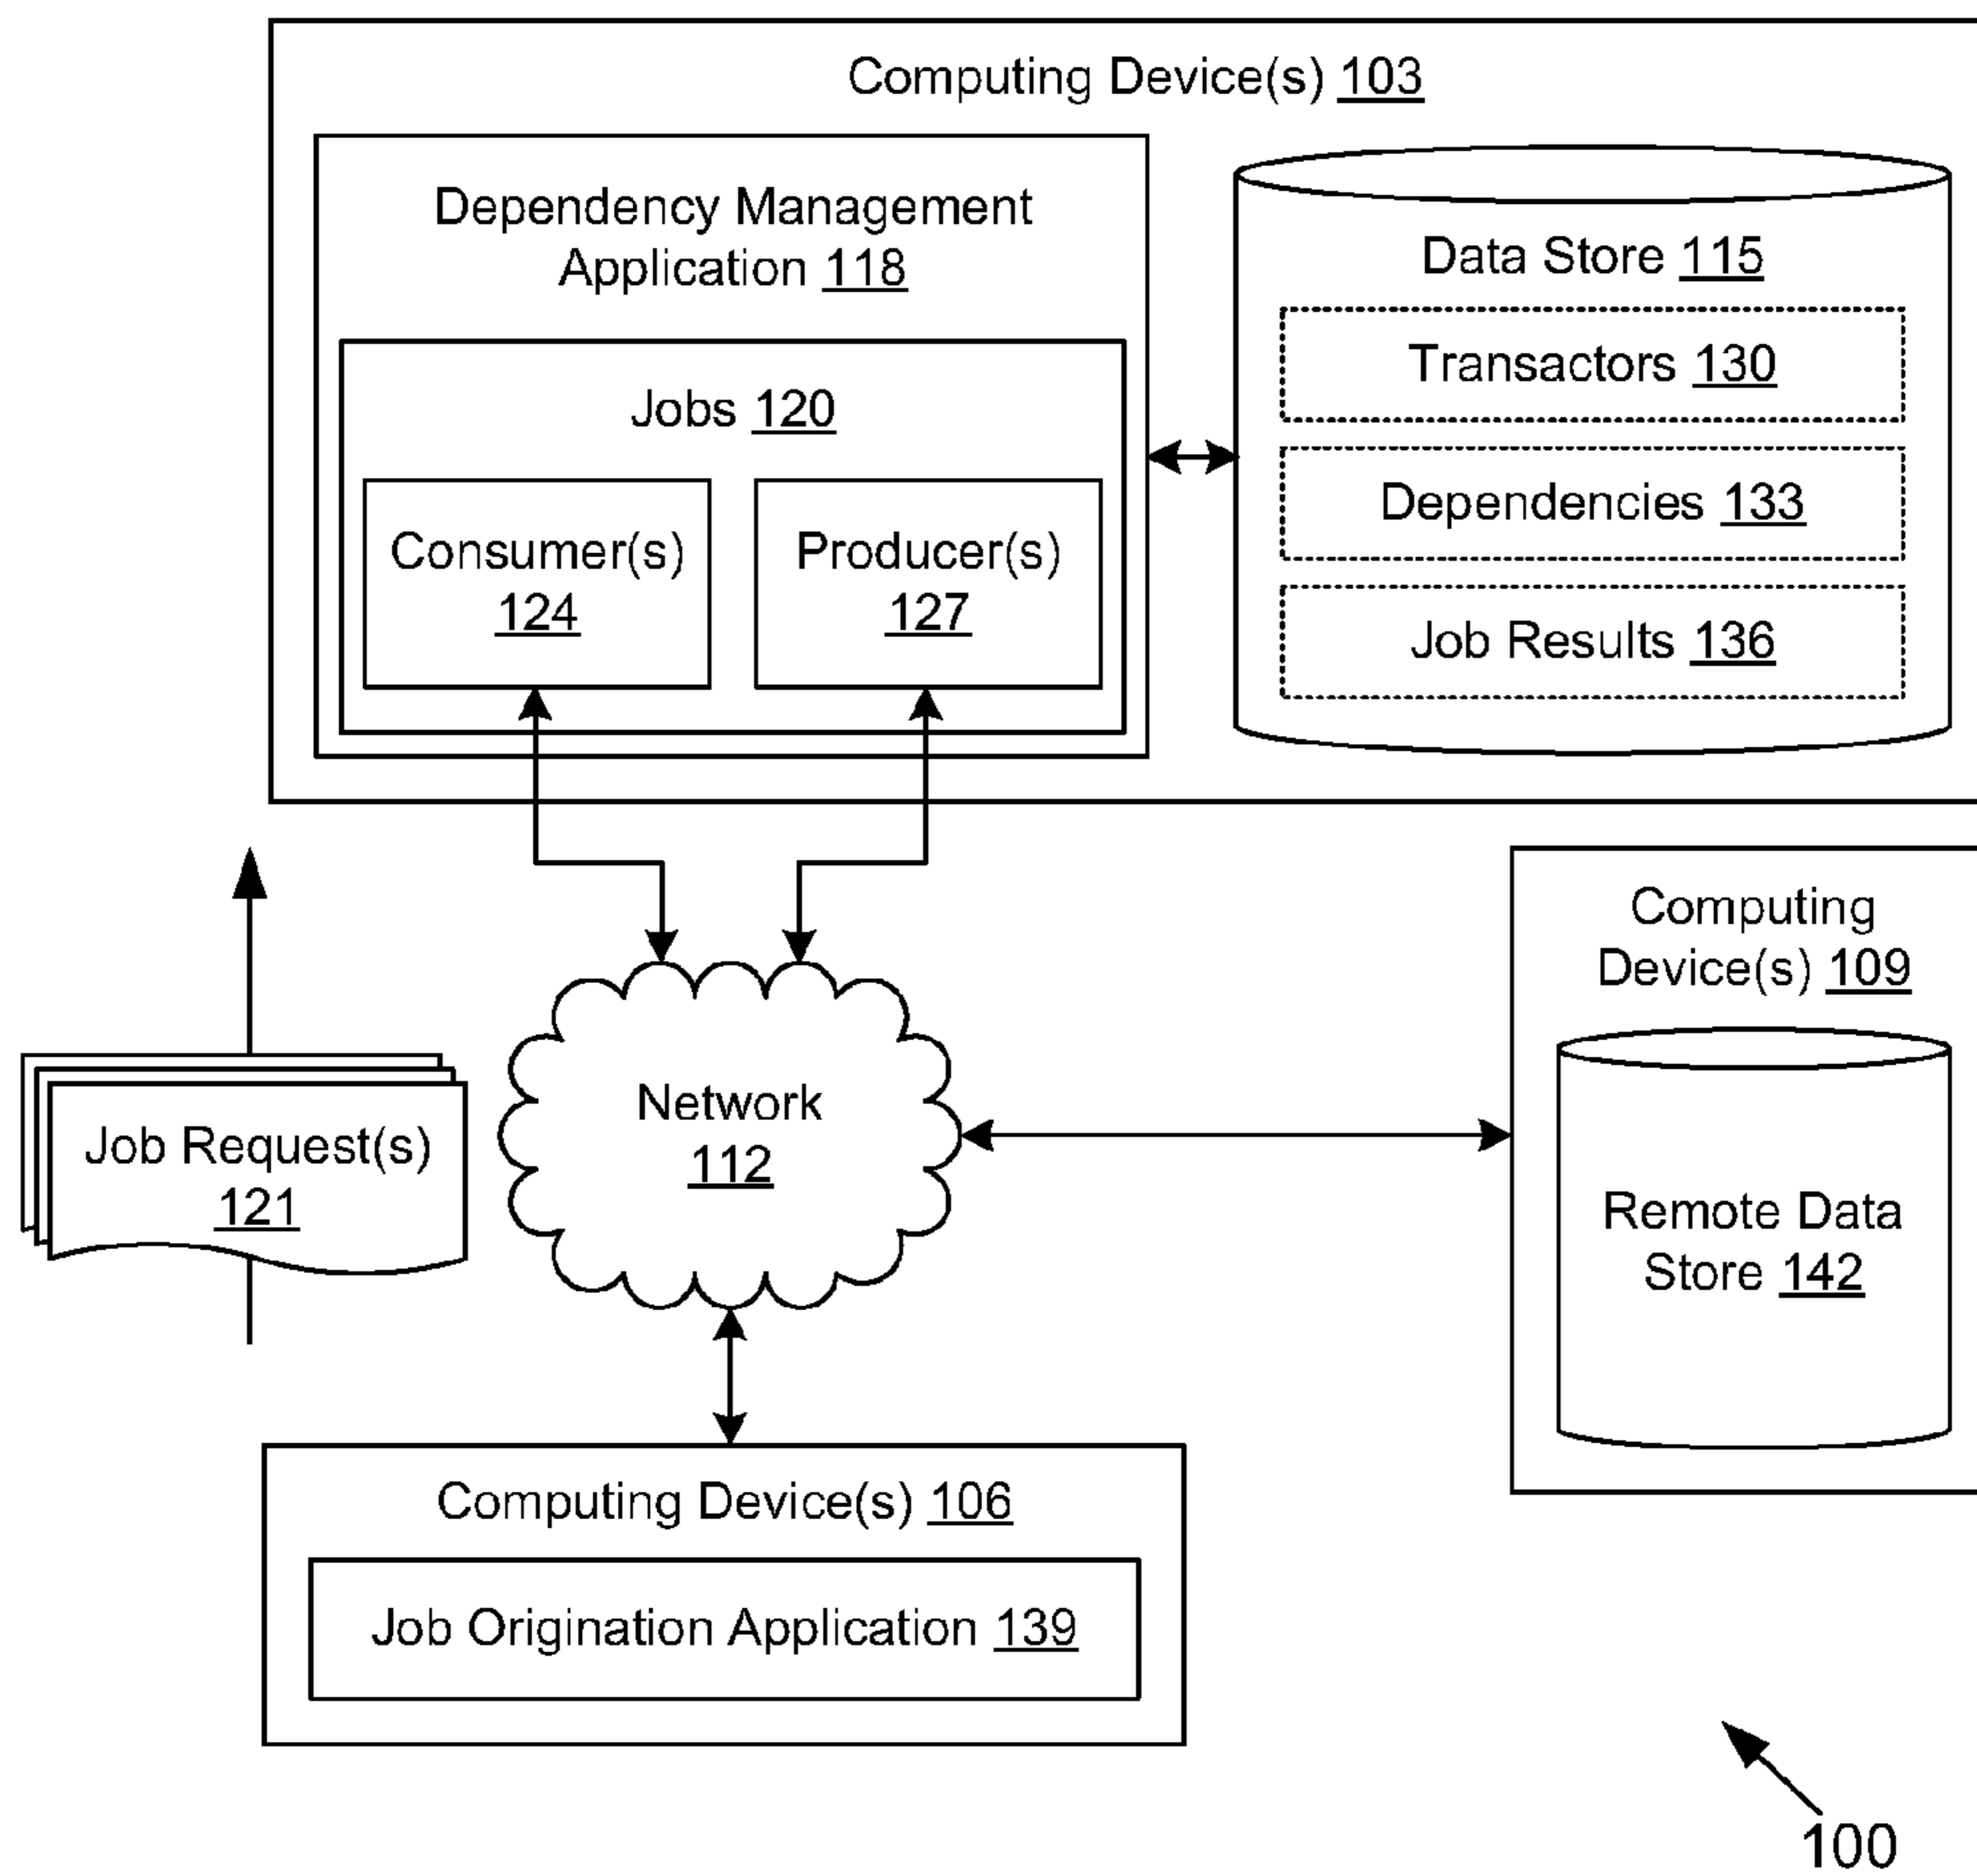 Computing Device(s) 103
Dependency Management
Application 118
Jobs 120
Consumer(s)
124
Producer(s)
127
Data Store 115
Transactors 130
Dependencies 133
Job Results 136
Job Request(s)
121
Network
112
Computing
Device(s) 109
Remote Data
Store 142
Computing Device(s) 106
Job Origination Application 139
100